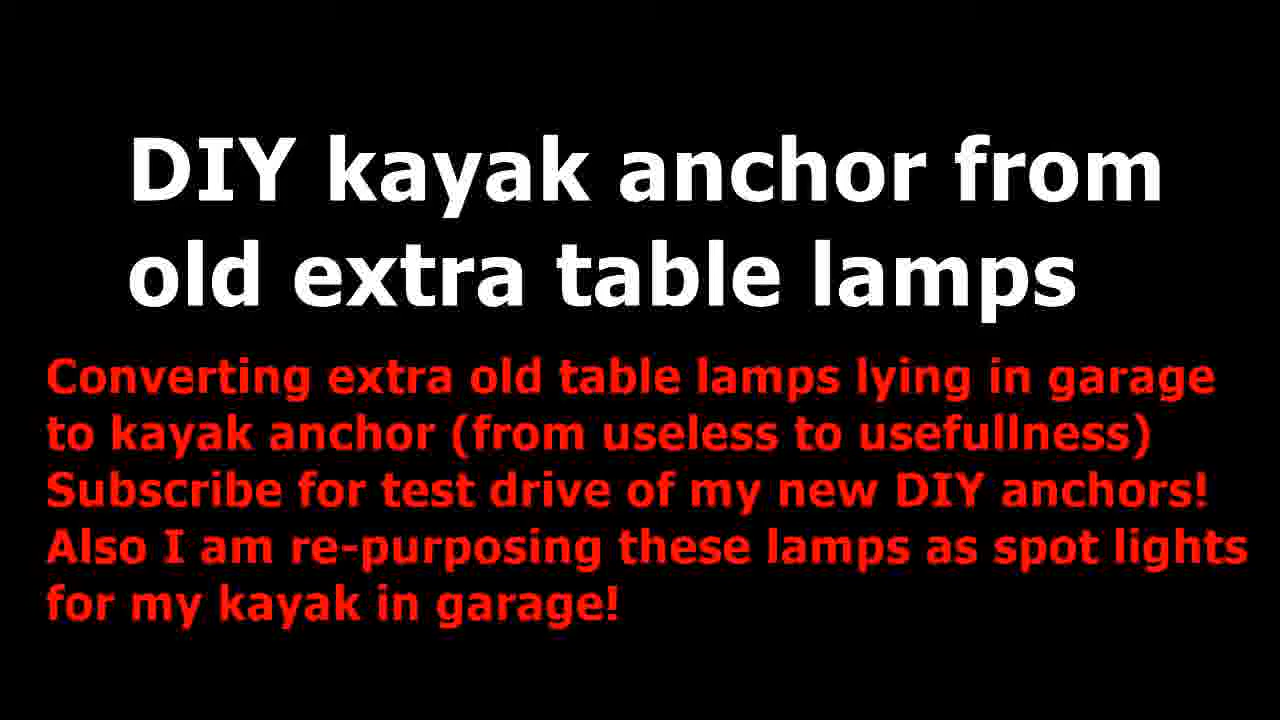 DIY kayak anchor from
old extra table lamps
Converting extra old table lamps lying in garage
to kayak anchor (from useless to usefullness)
Subscribe for test drive of my new DIY anchors!
Also I am re-purposing these lamps as spot lights
for my kayak in garage!